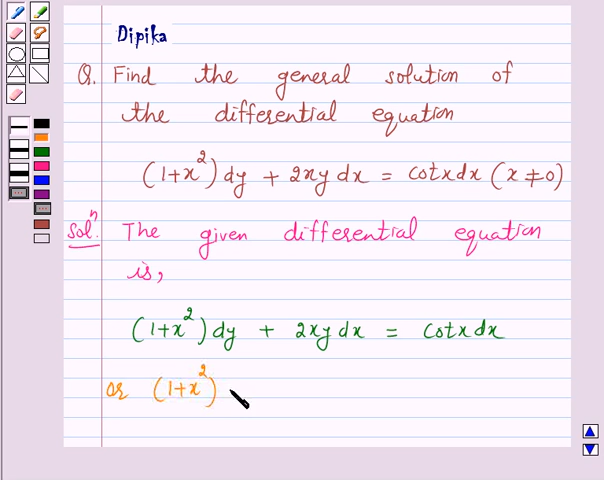 Dipika
Q. Find the general solution of
the differential equation
(1+x²) dy + 2xy dx = cotx dx (x ≠ 0)
Solⁿ. The given differential equation
is,
(1+x²) dy + 2xy dx = cotx dx
or (1+x²)